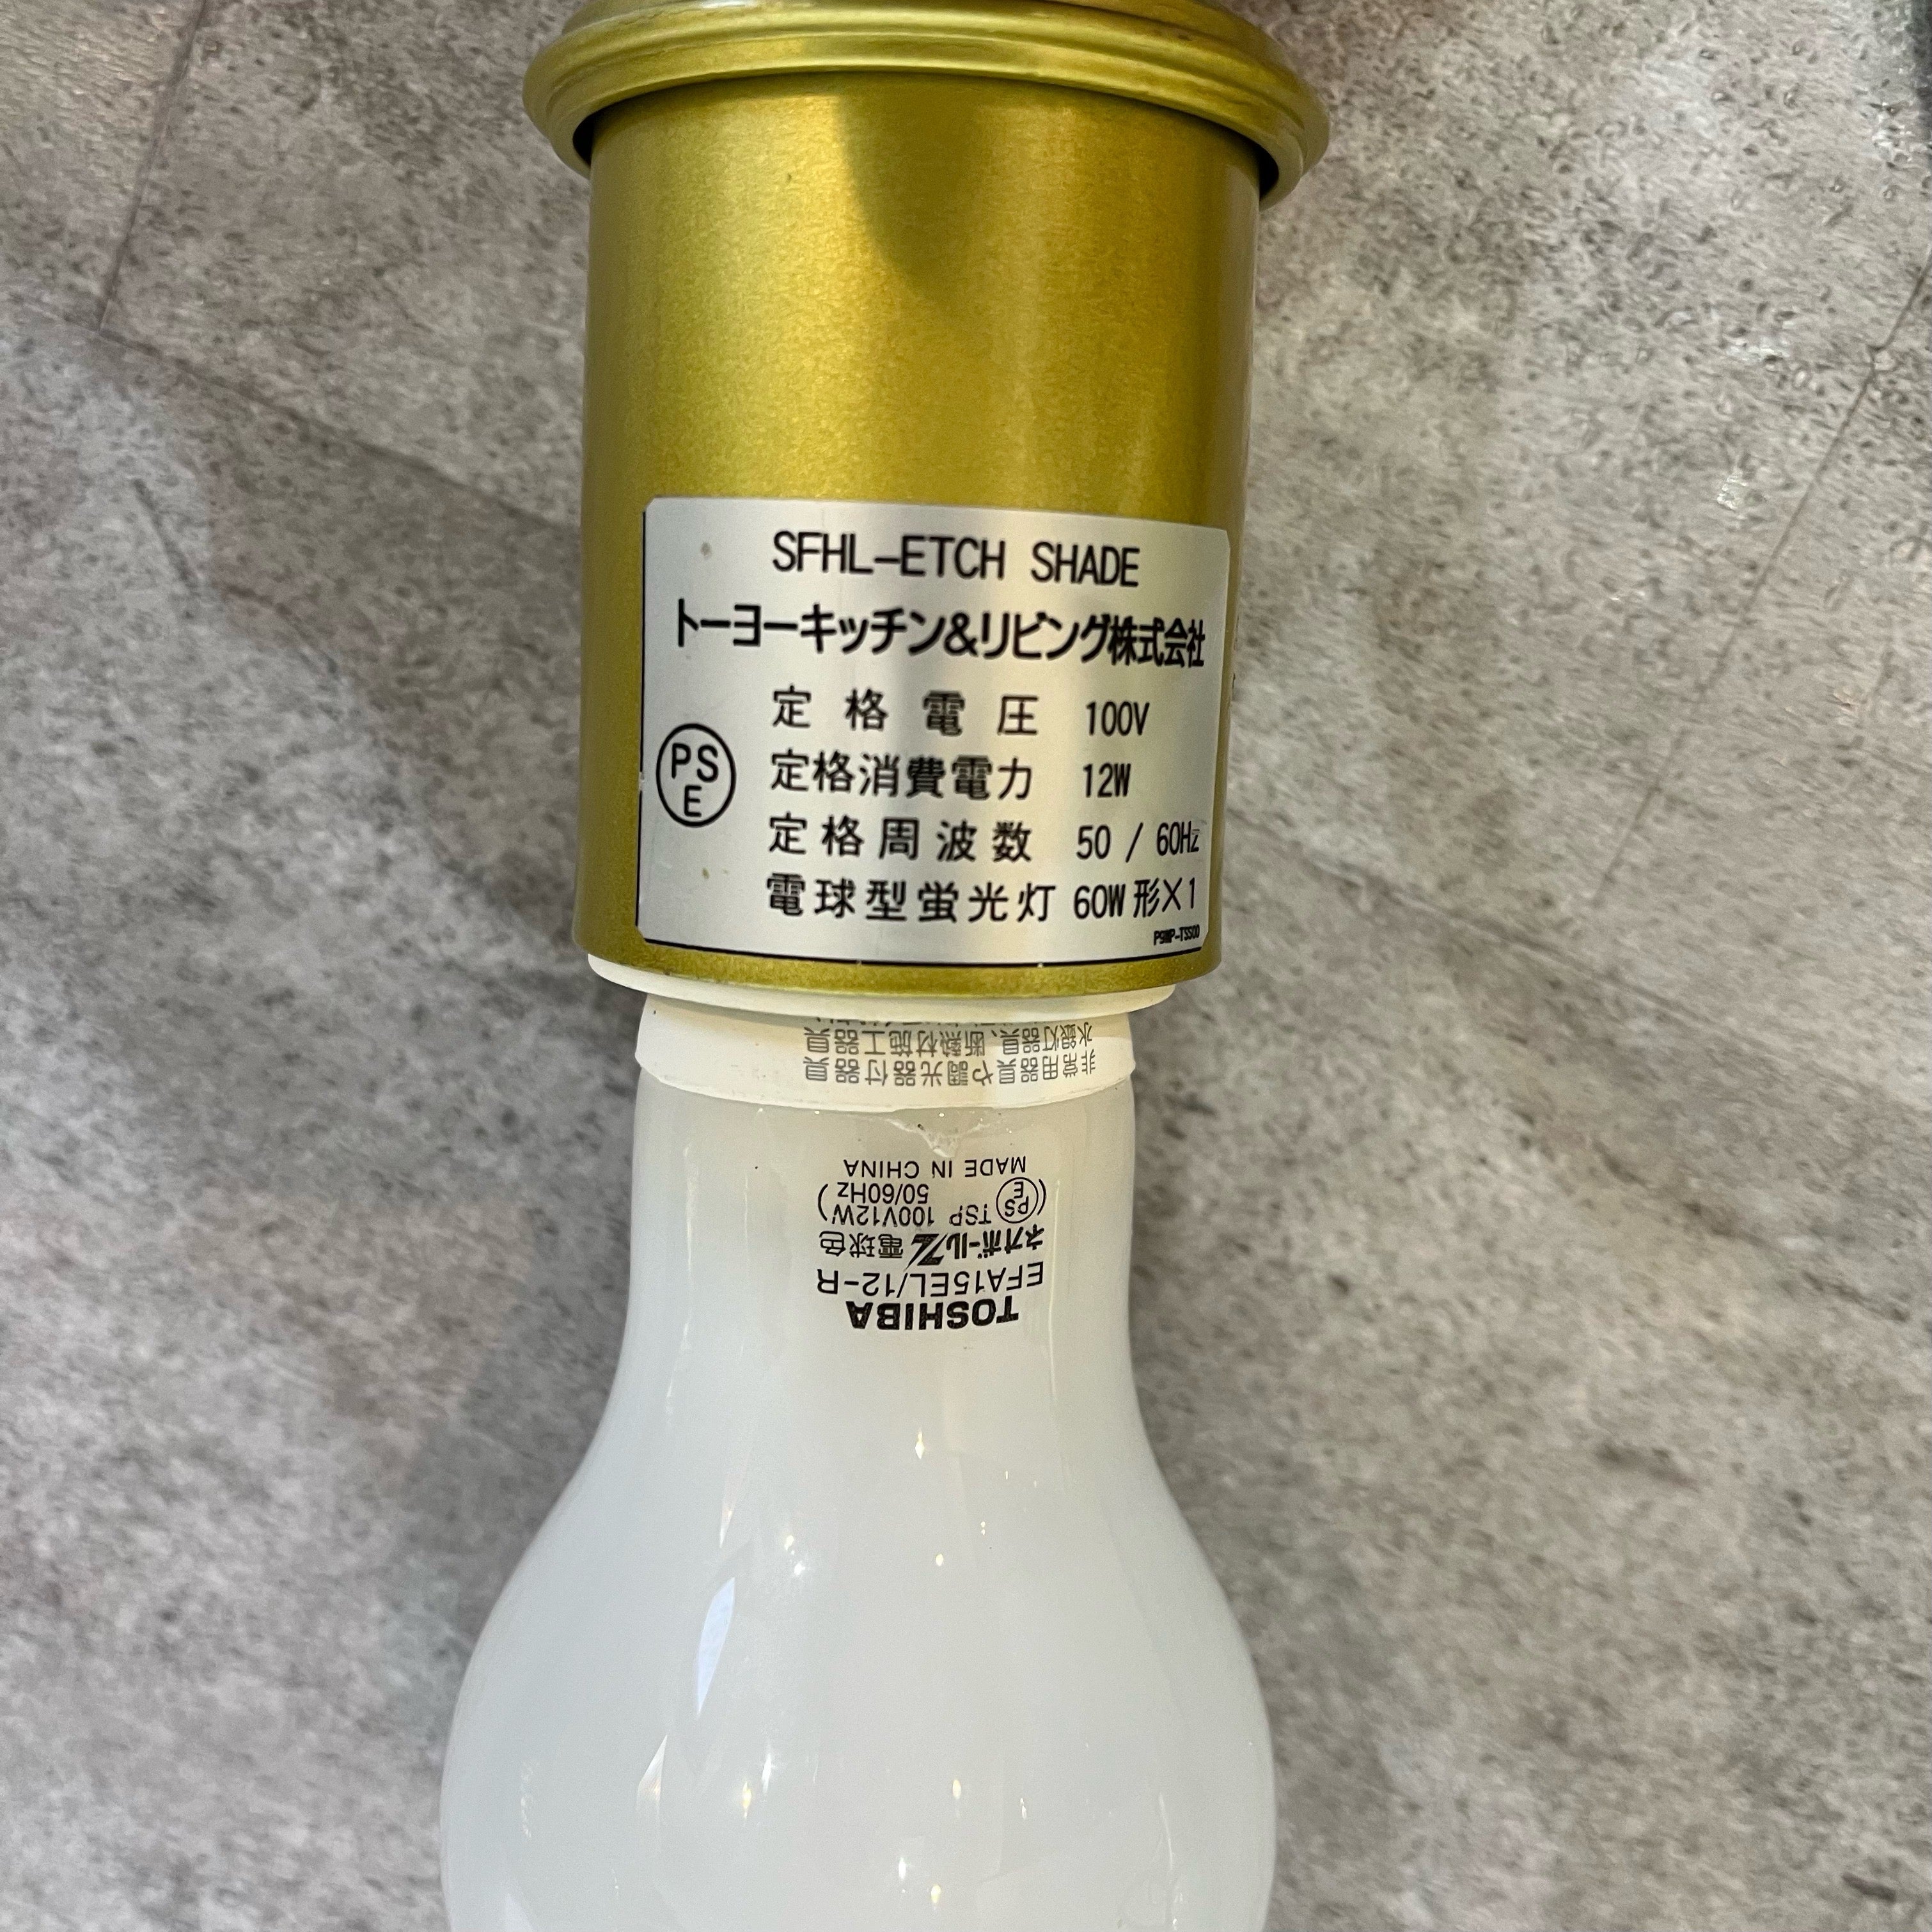 SFHL-ETCH SHADE
トーヨーキッチン&リビング株式会社
定格電圧 100V
定格消費電力 12W
定格周波数 50 / 60Hz
電球型蛍光灯 60W形×1
PSE
TOSHIBA
EFA15EL/12-R
ネオボールZ 電球色
(PSE TSP 100V12W
50/60Hz)
MADE IN CHINA
非常用器具や調光器付器具
水銀灯器具、断熱材施工器具